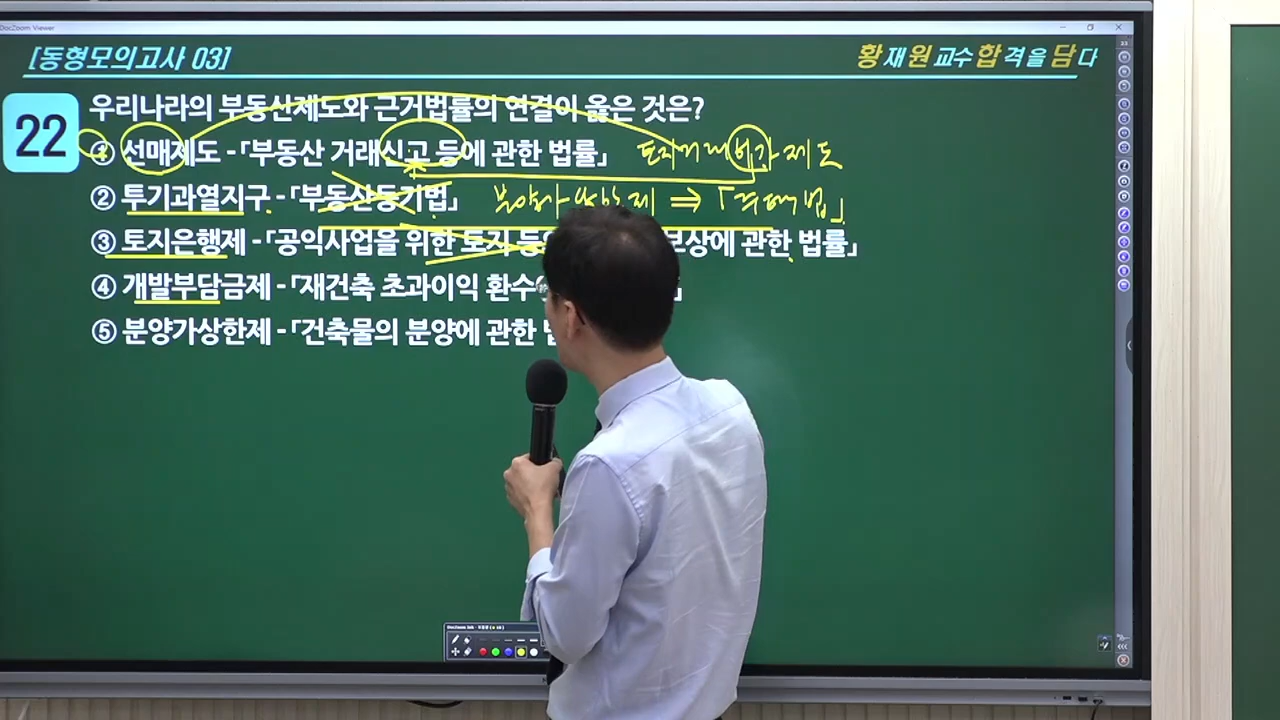 DocZoom Viewer
[동형모의고사 03]
황재원교수합격을담다
22
우리나라의 부동산제도와 근거법률의 연결이 옳은 것은?
① 선매제도 -「부동산 거래신고 등에 관한 법률」 토지거래허가제도
② 투기과열지구 -「부동산등기법」 분양가상한제 ⇒「주택법」
③ 토지은행제 -「공익사업을 위한 토지 등의 보상에 관한 법률」
④ 개발부담금제 -「재건축 초과이익 환수 」
⑤ 분양가상한제 -「건축물의 분양에 관한